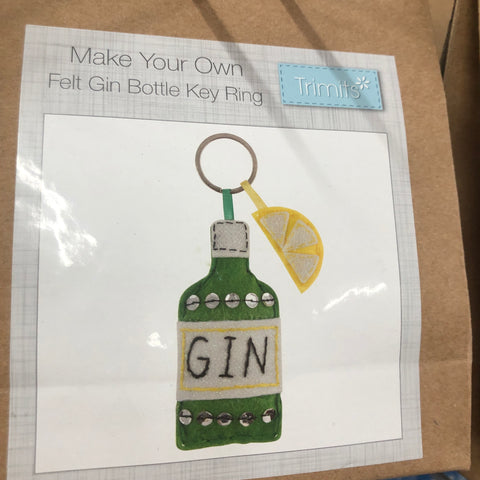 Make Your Own
Felt Gin Bottle Key Ring
Trimits
GIN